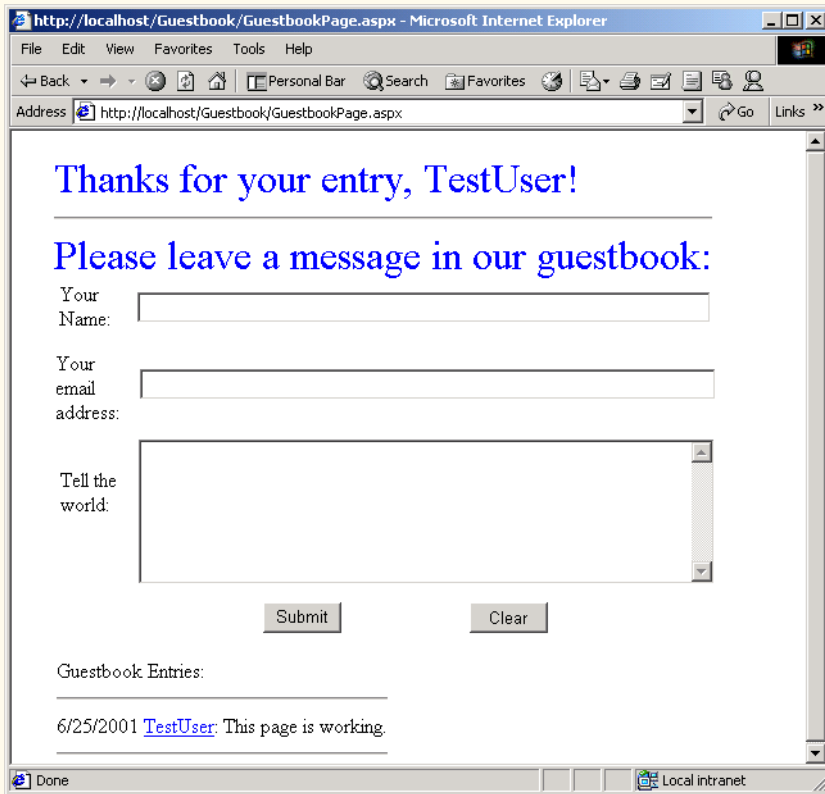 http://localhost/Guestbook/GuestbookPage.aspx - Microsoft Internet Explorer
File Edit View Favorites Tools Help
Back Personal Bar Search Favorites
Address http://localhost/Guestbook/GuestbookPage.aspx Go Links »
Thanks for your entry, TestUser!
Please leave a message in our guestbook:
Your
Name:
Your
email
address:
Tell the
world:
Submit Clear
Guestbook Entries:
6/25/2001 TestUser: This page is working.
Done Local intranet